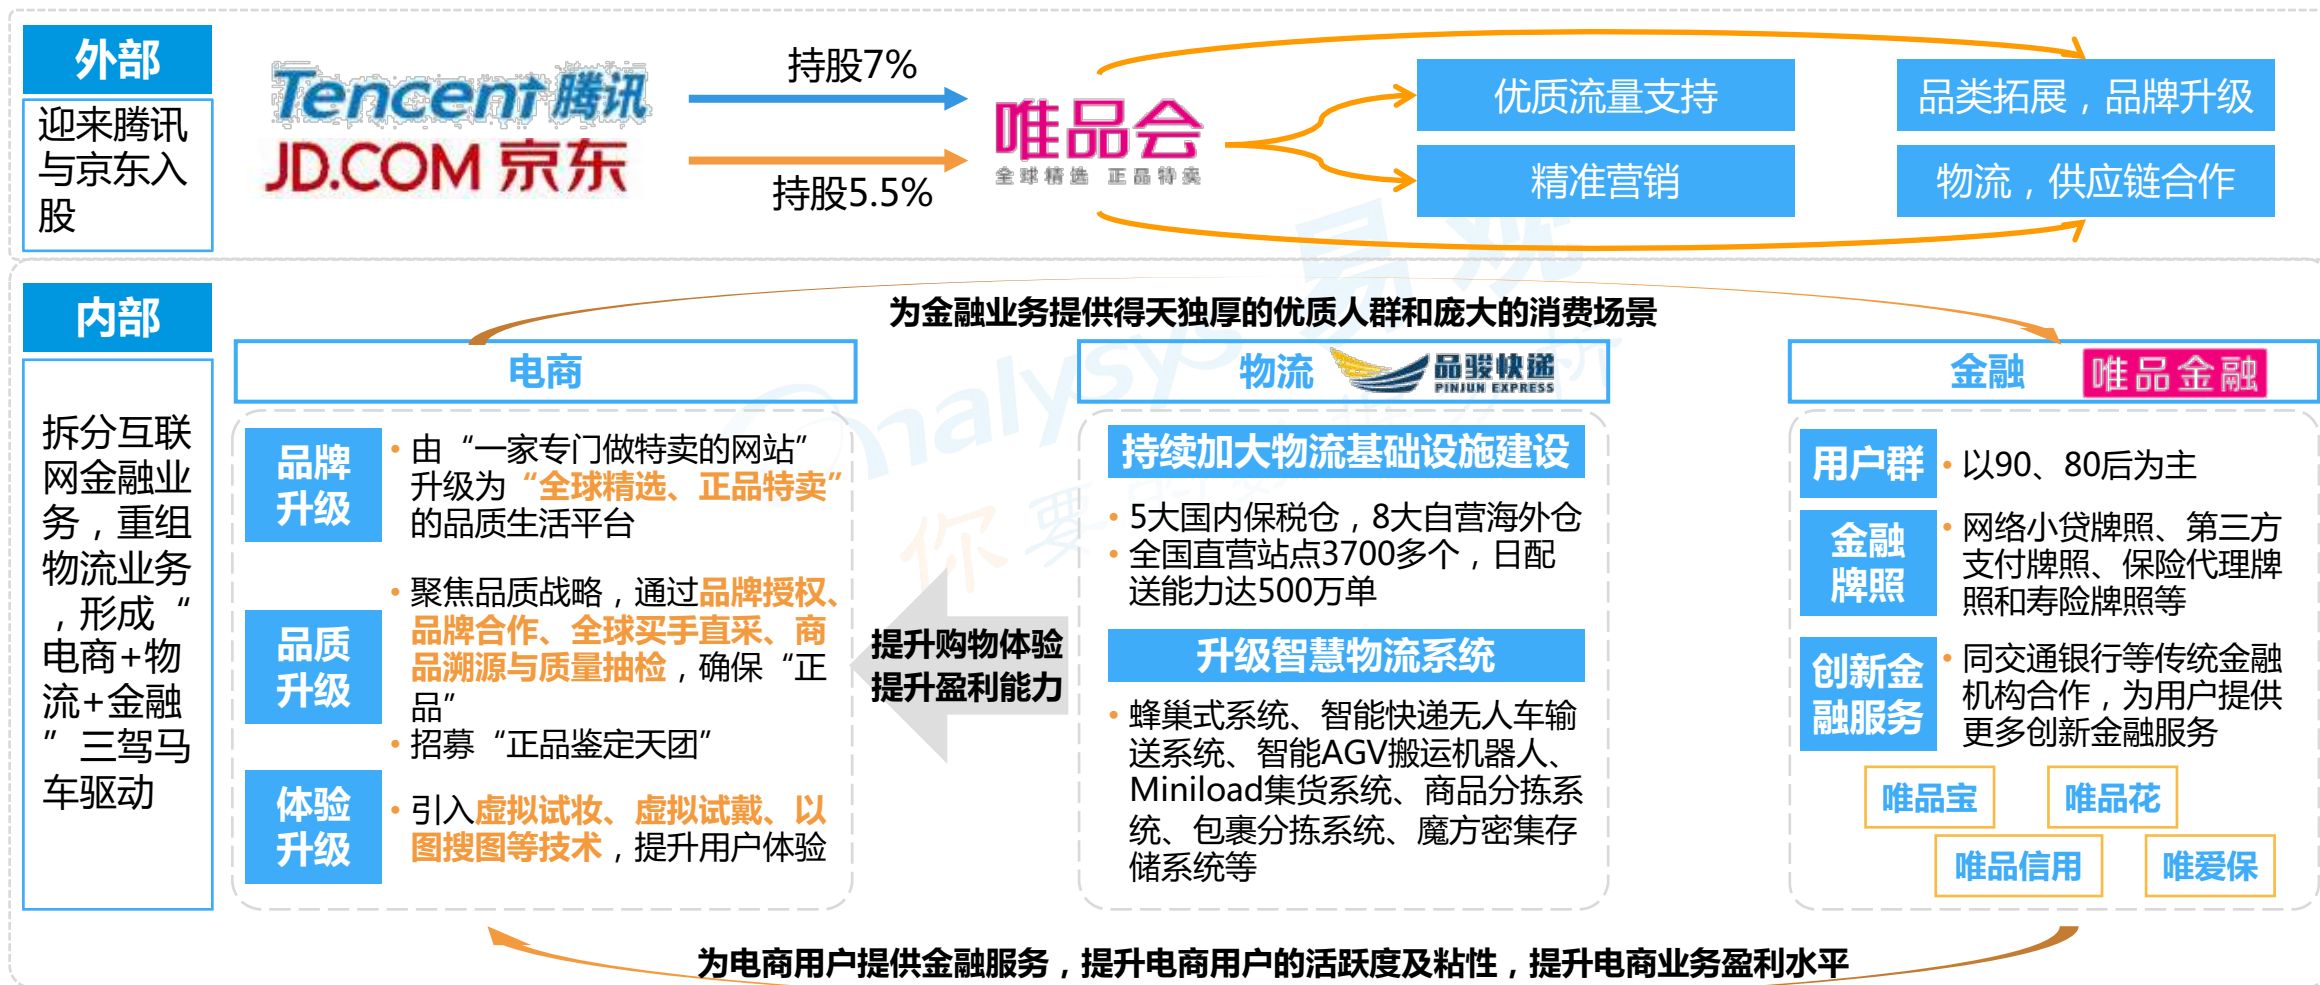 外部
迎来腾讯
与京东入
股
Tencent 腾讯
JD.COM 京东
持股7%
持股5.5%
唯品会
全球精选 正品特卖
优质流量支持
精准营销
品类拓展，品牌升级
物流，供应链合作
内部
拆分互联
网金融业
务，重组
物流业务
，形成“
电商+物
流+金融
”三驾马
车驱动
为金融业务提供得天独厚的优质人群和庞大的消费场景
电商
品牌
升级
• 由“一家专门做特卖的网站”
升级为“全球精选、正品特卖”
的品质生活平台
品质
升级
• 聚焦品质战略，通过品牌授权、
品牌合作、全球买手直采、商
品溯源与质量抽检，确保“正
品”
• 招募“正品鉴定天团”
体验
升级
• 引入虚拟试妆、虚拟试戴、以
图搜图等技术，提升用户体验
提升购物体验
提升盈利能力
物流
品骏快递
PINJUN EXPRESS
持续加大物流基础设施建设
• 5大国内保税仓，8大自营海外仓
• 全国直营站点3700多个，日配
送能力达500万单
升级智慧物流系统
• 蜂巢式系统、智能快递无人车输
送系统、智能AGV搬运机器人、
Miniload集货系统、商品分拣系
统、包裹分拣系统、魔方密集存
储系统等
金融
唯品金融
用户群
• 以90、80后为主
金融
牌照
• 网络小贷牌照、第三方
支付牌照、保险代理牌
照和寿险牌照等
创新金
融服务
• 同交通银行等传统金融
机构合作，为用户提供
更多创新金融服务
唯品宝
唯品花
唯品信用
唯爱保
为电商用户提供金融服务，提升电商用户的活跃度及粘性，提升电商业务盈利水平
analysys 易观